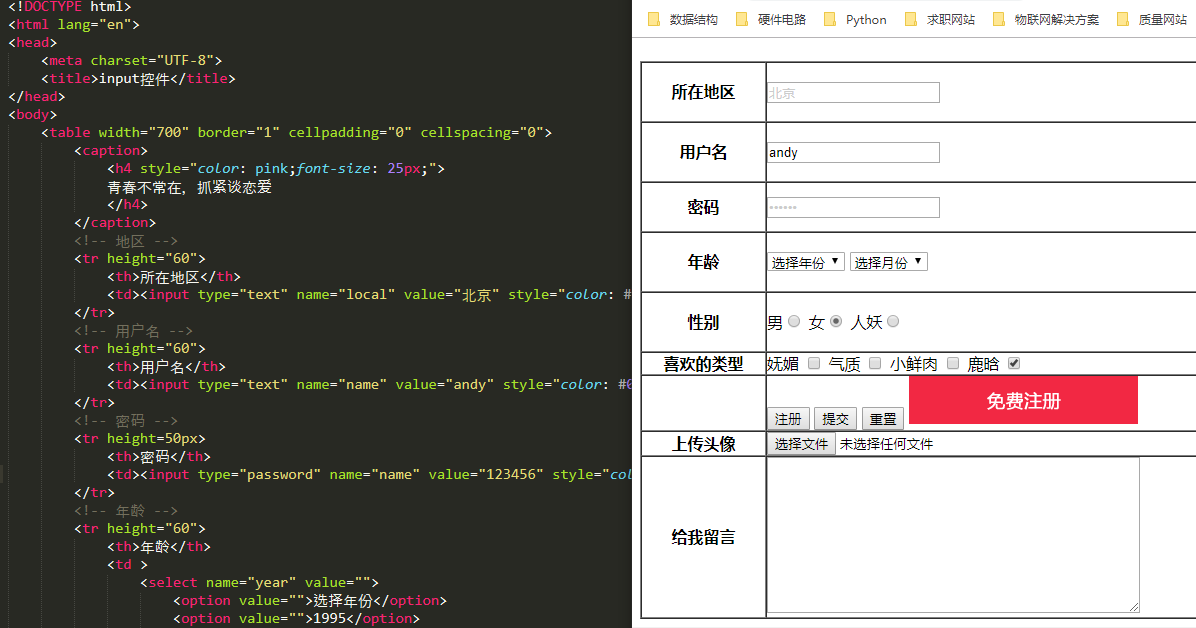 <!DOCTYPE html>
<html lang="en">
<head>
<meta charset="UTF-8">
<title>input控件</title>
</head>
<body>
<table width="700" border="1" cellpadding="0" cellspacing="0">
<caption>
<h4 style="color: pink;font-size: 25px;">
青春不常在，抓紧谈恋爱
</h4>
</caption>
<!-- 地区 -->
<tr height="60">
<th>所在地区</th>
<td><input type="text" name="local" value="北京" style="color: #
</tr>
<!-- 用户名 -->
<tr height="60">
<th>用户名</th>
<td><input type="text" name="name" value="andy" style="color: #0
</tr>
<!-- 密码 -->
<tr height=50px>
<th>密码</th>
<td><input type="password" name="name" value="123456" style="col
</tr>
<!-- 年龄 -->
<tr height="60">
<th>年龄</th>
<td >
<select name="year" value="">
<option value="">选择年份</option>
<option value="">1995</option>
数据结构 硬件电路 Python 求职网站 物联网解决方案 质量网站
所在地区 北京
用户名 andy
密码 ••••••
年龄 选择年份 选择月份
性别 男 女 人妖
喜欢的类型 妩媚 气质 小鲜肉 鹿晗
注册 提交 重置 免费注册
上传头像 选择文件 未选择任何文件
给我留言